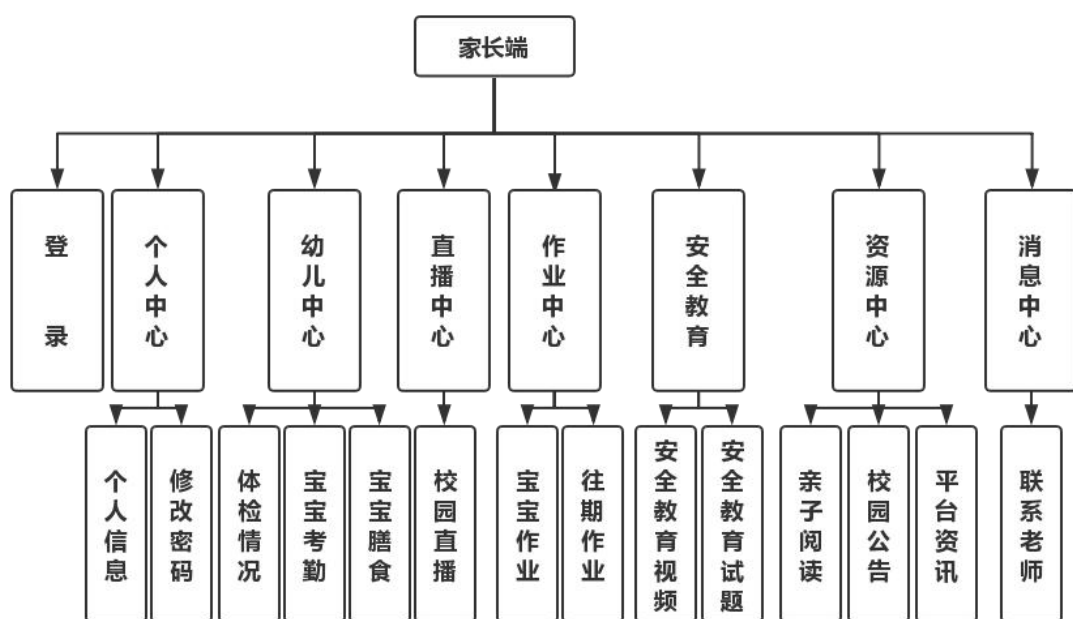 家长端
登录
个人中心
幼儿中心
直播中心
作业中心
安全教育
资源中心
消息中心
个人信息
修改密码
体检情况
宝宝考勤
宝宝膳食
校园直播
宝宝作业
往期作业
安全教育视频
安全教育试题
亲子阅读
校园公告
平台资讯
联系老师